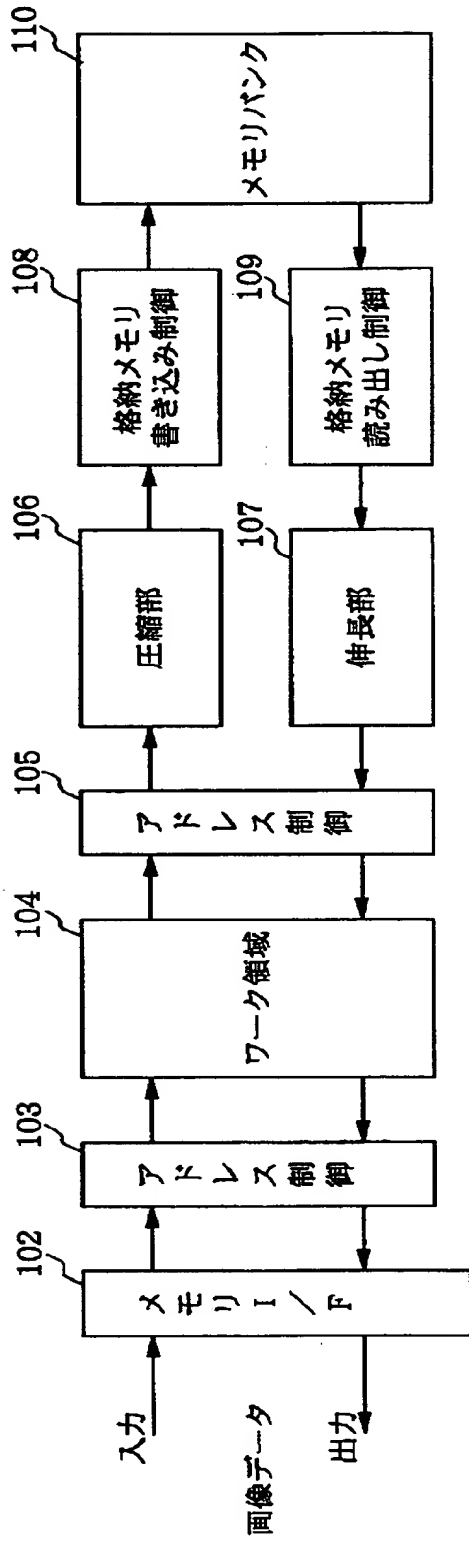 画像データ
入力
出力
102
メモリI/F
103
アドレス制御
104
ワーク領域
105
アドレス制御
106
圧縮部
107
伸長部
108
格納メモリ
書き込み制御
109
格納メモリ
読み出し制御
110
メモリバンク